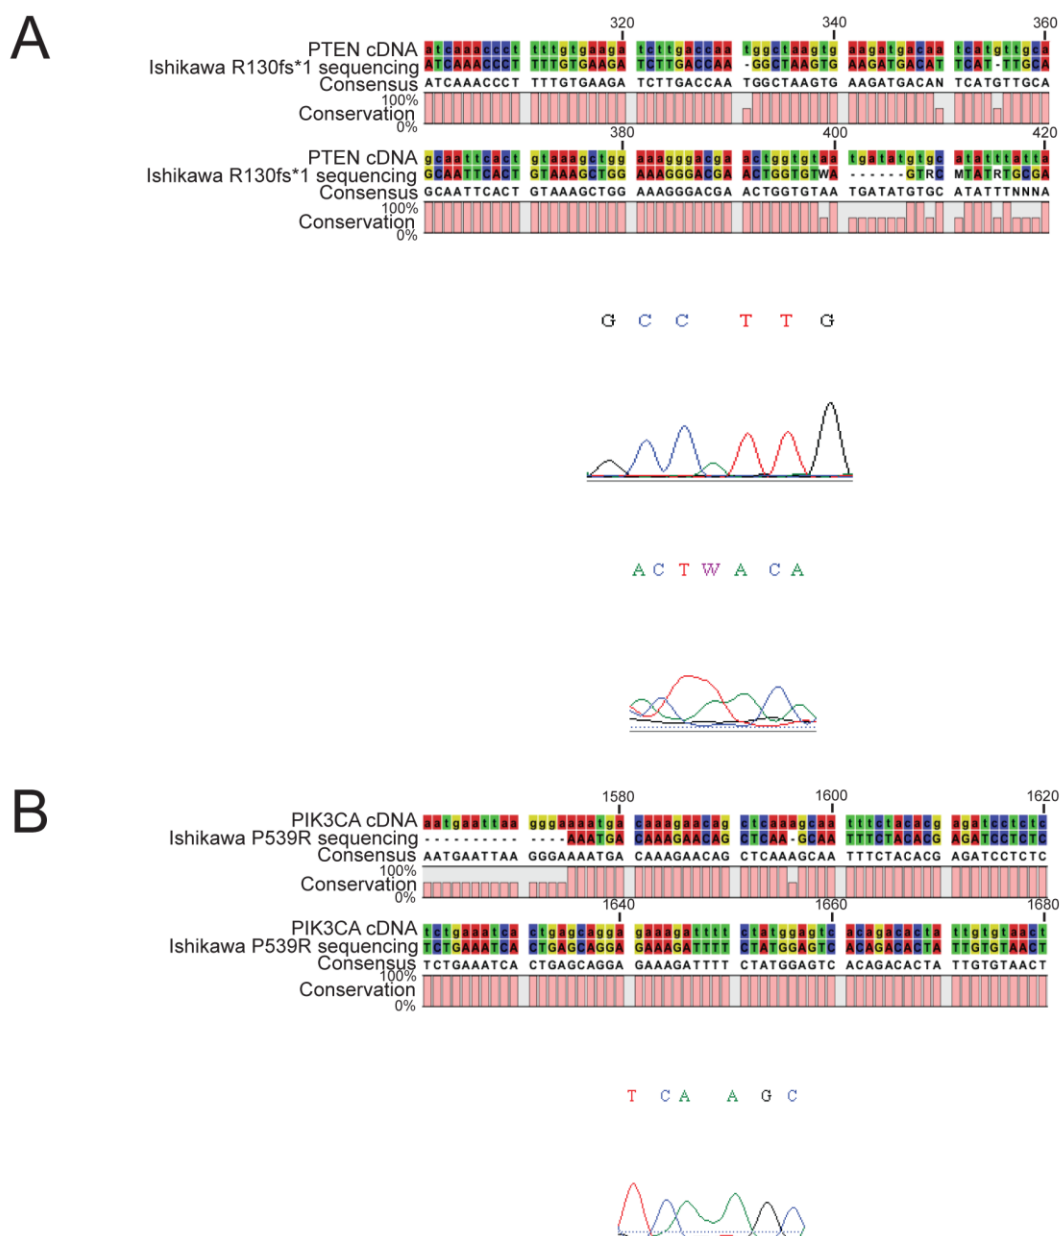 A
320 340 360
PTEN cDNA atcaaaccct tttgtgaaga tcttgaccaa tggctaagtg aagatgacaa tcatgttgca
Ishikawa R130fs*1 sequencing ATCAAACCCT TTTGTGAAGA TCTTGACCAA -GGCTAAGTG AAGATGACAT TCAT-TTGCA
Consensus ATCAAACCCT TTTGTGAAGA TCTTGACCAA TGGCTAAGTG AAGATGACAN TCATGTTGCA
100%
Conservation
0%
380 400 420
PTEN cDNA gcaattcact gtaaagctgg aaagggacga actggtgtaa tgatatgtgc atatttatta
Ishikawa R130fs*1 sequencing GCAATTCACT GTAAAGCTGG AAAGGGACGA ACTGGTGTWA ------GTRC MTATRTGCGA
Consensus GCAATTCACT GTAAAGCTGG AAAGGGACGA ACTGGTGTAA TGATATGTGC ATATTTNNNA
100%
Conservation
0%
G C C T T G
A C T W A C A
B
1580 1600 1620
PIK3CA cDNA aatgaattaa gggaaaatga caaagaacag ctcaaagcaa tttctacacg agatcctctc
Ishikawa P539R sequencing ---------- ----AAATGA CAAAGAACAG CTCAA-GCAA TTTCTACACG AGATCCTCTC
Consensus AATGAATTAA GGGAAAATGA CAAAGAACAG CTCAAAGCAA TTTCTACACG AGATCCTCTC
100%
Conservation
0%
1640 1660 1680
PIK3CA cDNA tctgaaatca ctgagcagga gaaagatttt ctatggagtc acagacacta ttgtgtaact
Ishikawa P539R sequencing TCTGAAATCA CTGAGCAGGA GAAAGATTTT CTATGGAGTC ACAGACACTA TTGTGTAACT
Consensus TCTGAAATCA CTGAGCAGGA GAAAGATTTT CTATGGAGTC ACAGACACTA TTGTGTAACT
100%
Conservation
0%
T C A A G C